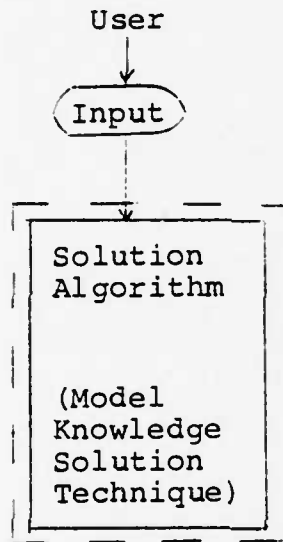 User
Input
Solution
Algorithm
(Model
Knowledge
Solution
Technique)